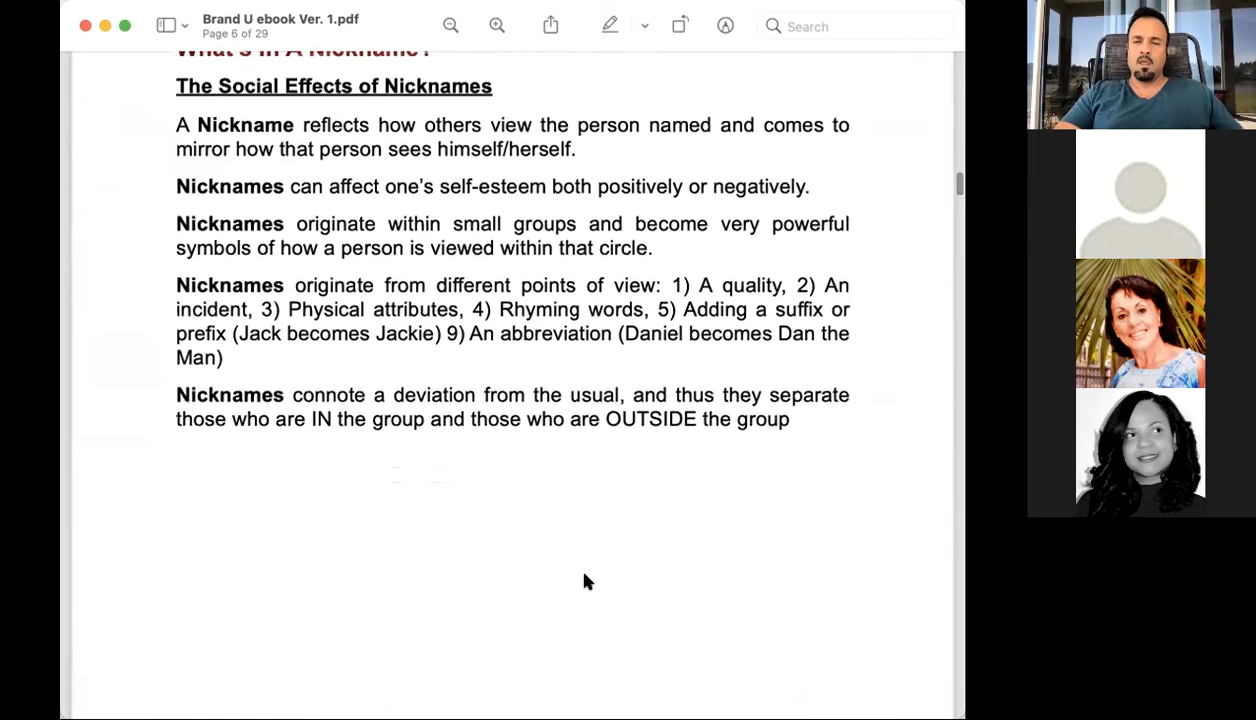 Brand U ebook Ver. 1.pdf
Page 6 of 29
Search
What's In A Nickname?
The Social Effects of Nicknames
A Nickname reflects how others view the person named and comes to
mirror how that person sees himself/herself.
Nicknames can affect one's self-esteem both positively or negatively.
Nicknames originate within small groups and become very powerful
symbols of how a person is viewed within that circle.
Nicknames originate from different points of view: 1) A quality, 2) An
incident, 3) Physical attributes, 4) Rhyming words, 5) Adding a suffix or
prefix (Jack becomes Jackie) 9) An abbreviation (Daniel becomes Dan the
Man)
Nicknames connote a deviation from the usual, and thus they separate
those who are IN the group and those who are OUTSIDE the group